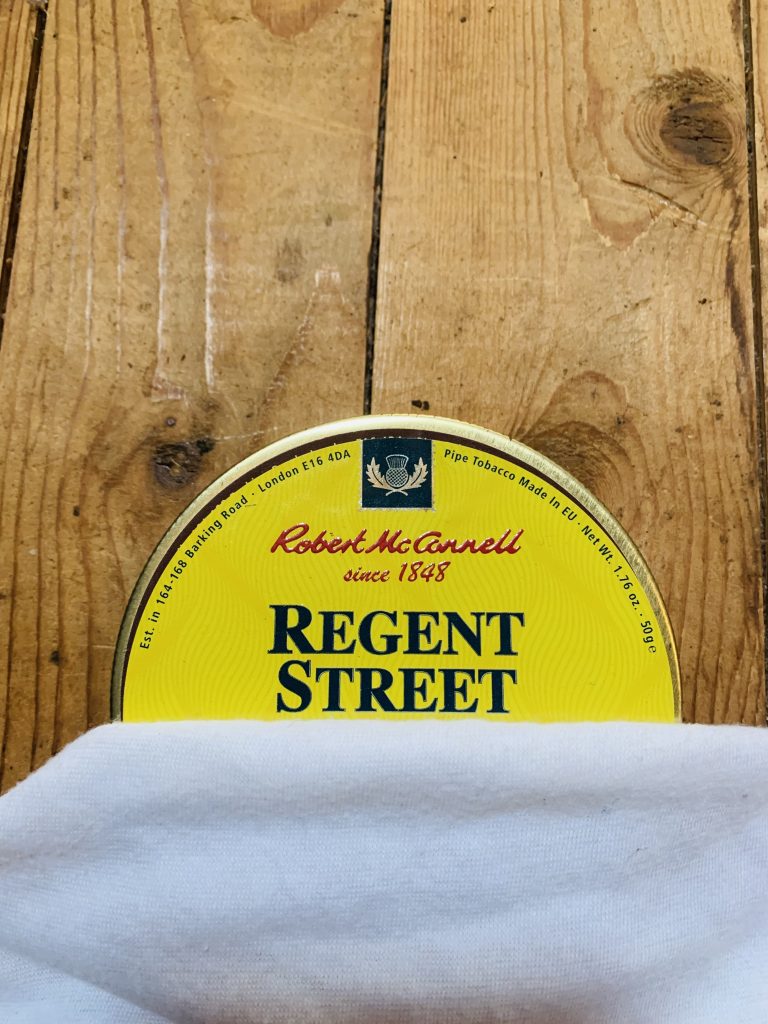 Est. in 164-168 Barking Road · London E16 4DA
Pipe Tobacco Made in EU · Net Wt. 1.76 oz. · 50g℮
Robert McConnell
since 1848
REGENT
STREET